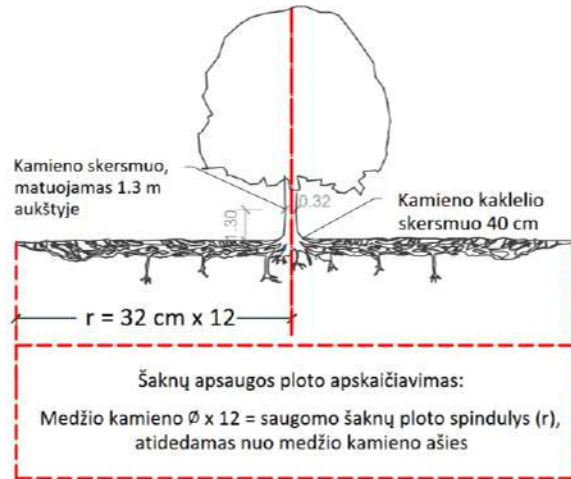 Kamieno skersmuo,
matuojamas 1.3 m
aukštyje
0.32
1.30
Kamieno kaklelio
skersmuo 40 cm
r = 32 cm x 12
Šaknų apsaugos ploto apskaičiavimas:
Medžio kamieno Ø x 12 = saugomo šaknų ploto spindulys (r),
atidedamas nuo medžio kamieno ašies